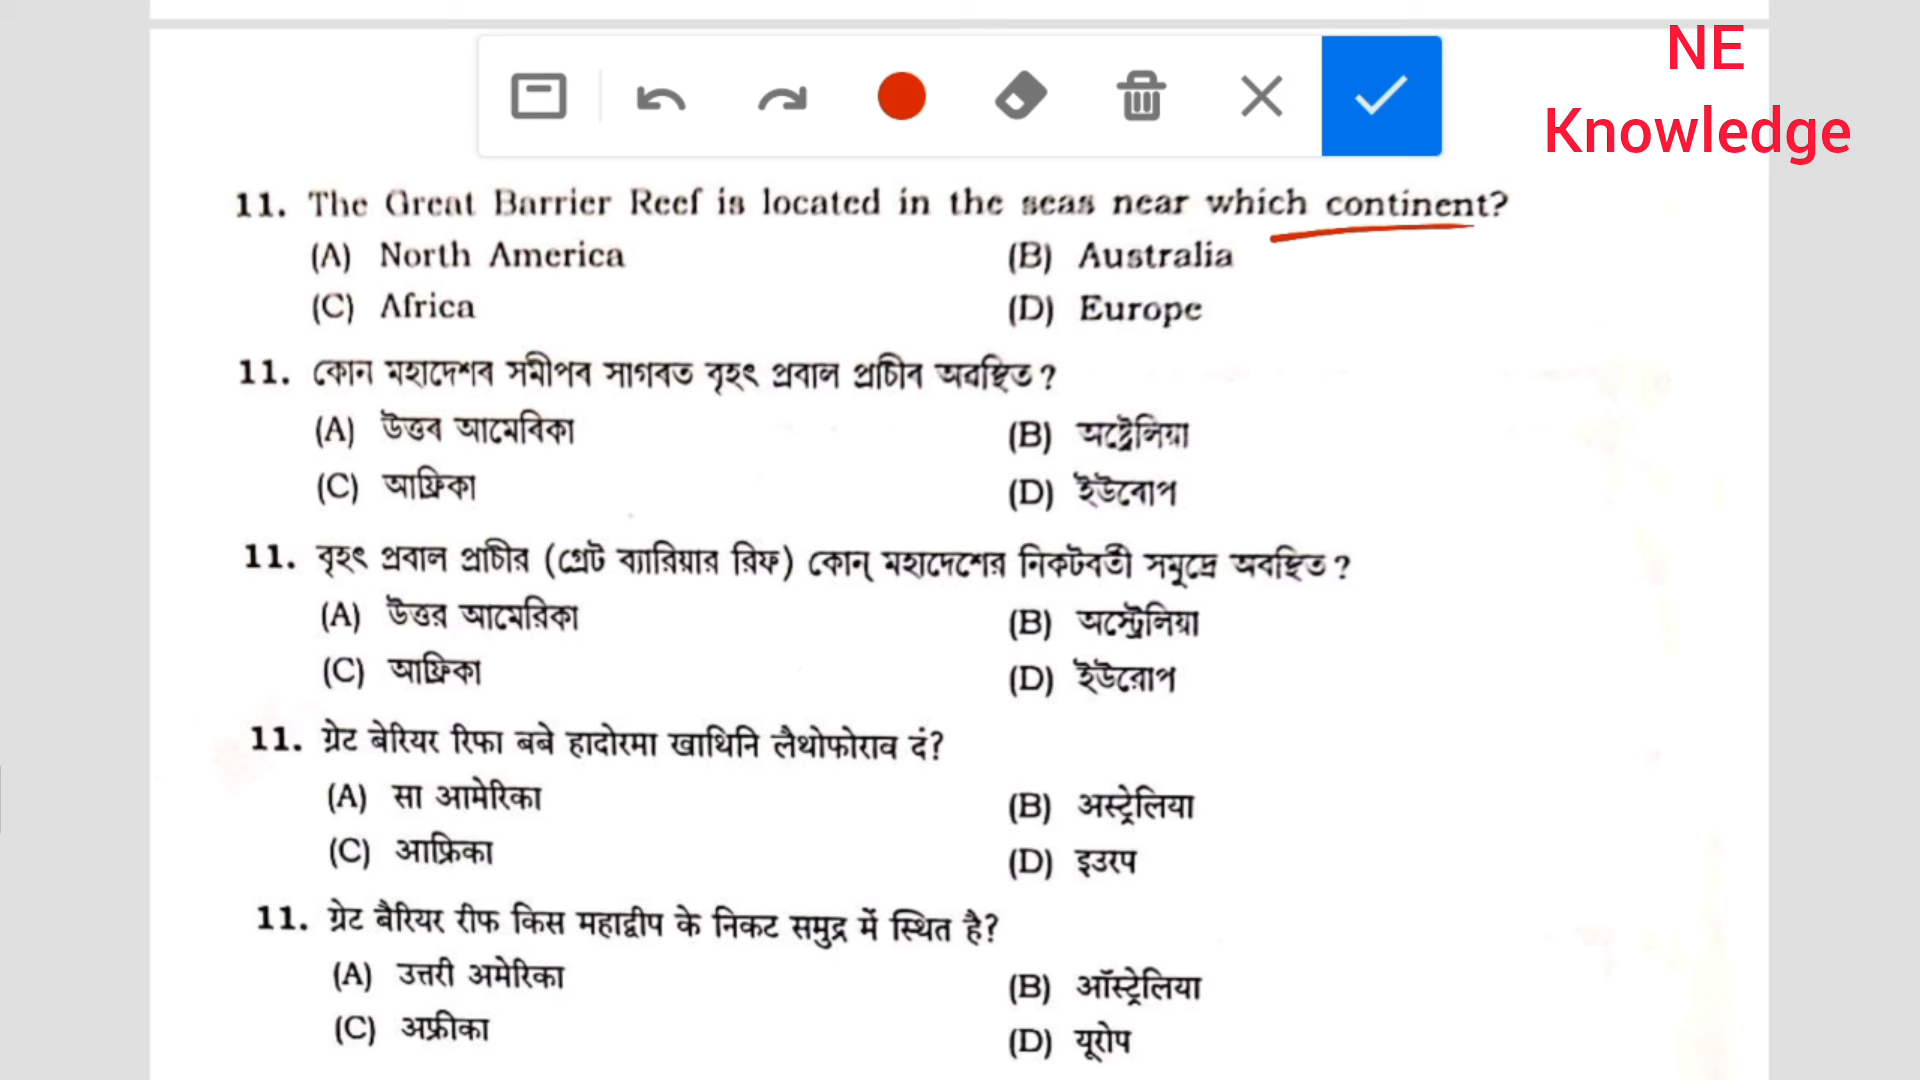 NE
Knowledge
11. The Great Barrier Reef is located in the seas near which continent?
(A) North America (B) Australia
(C) Africa (D) Europe
11. কোন মহাদেশৰ সমীপৰ সাগৰত বৃহৎ প্ৰবাল প্ৰাচীৰ অৱস্থিত?
(A) উত্তৰ আমেৰিকা (B) অষ্ট্ৰেলিয়া
(C) আফ্ৰিকা (D) ইউৰোপ
11. বৃহৎ প্রবাল প্রাচীর (গ্রেট ব্যারিয়ার রিফ) কোন্ মহাদেশের নিকটবর্তী সমুদ্রে অবস্থিত?
(A) উত্তর আমেরিকা (B) অস্ট্রেলিয়া
(C) আফ্রিকা (D) ইউরোপ
11. ग्रेट बेरियर रिफा बबे हादोरमा खाथिनि लैथोफोराव दं?
(A) सा आमेरिका (B) अस्ट्रेलिया
(C) आफ्रिका (D) इउरप
11. ग्रेट बैरियर रीफ किस महाद्वीप के निकट समुद्र में स्थित है?
(A) उत्तरी अमेरिका (B) ऑस्ट्रेलिया
(C) अफ्रीका (D) यूरोप